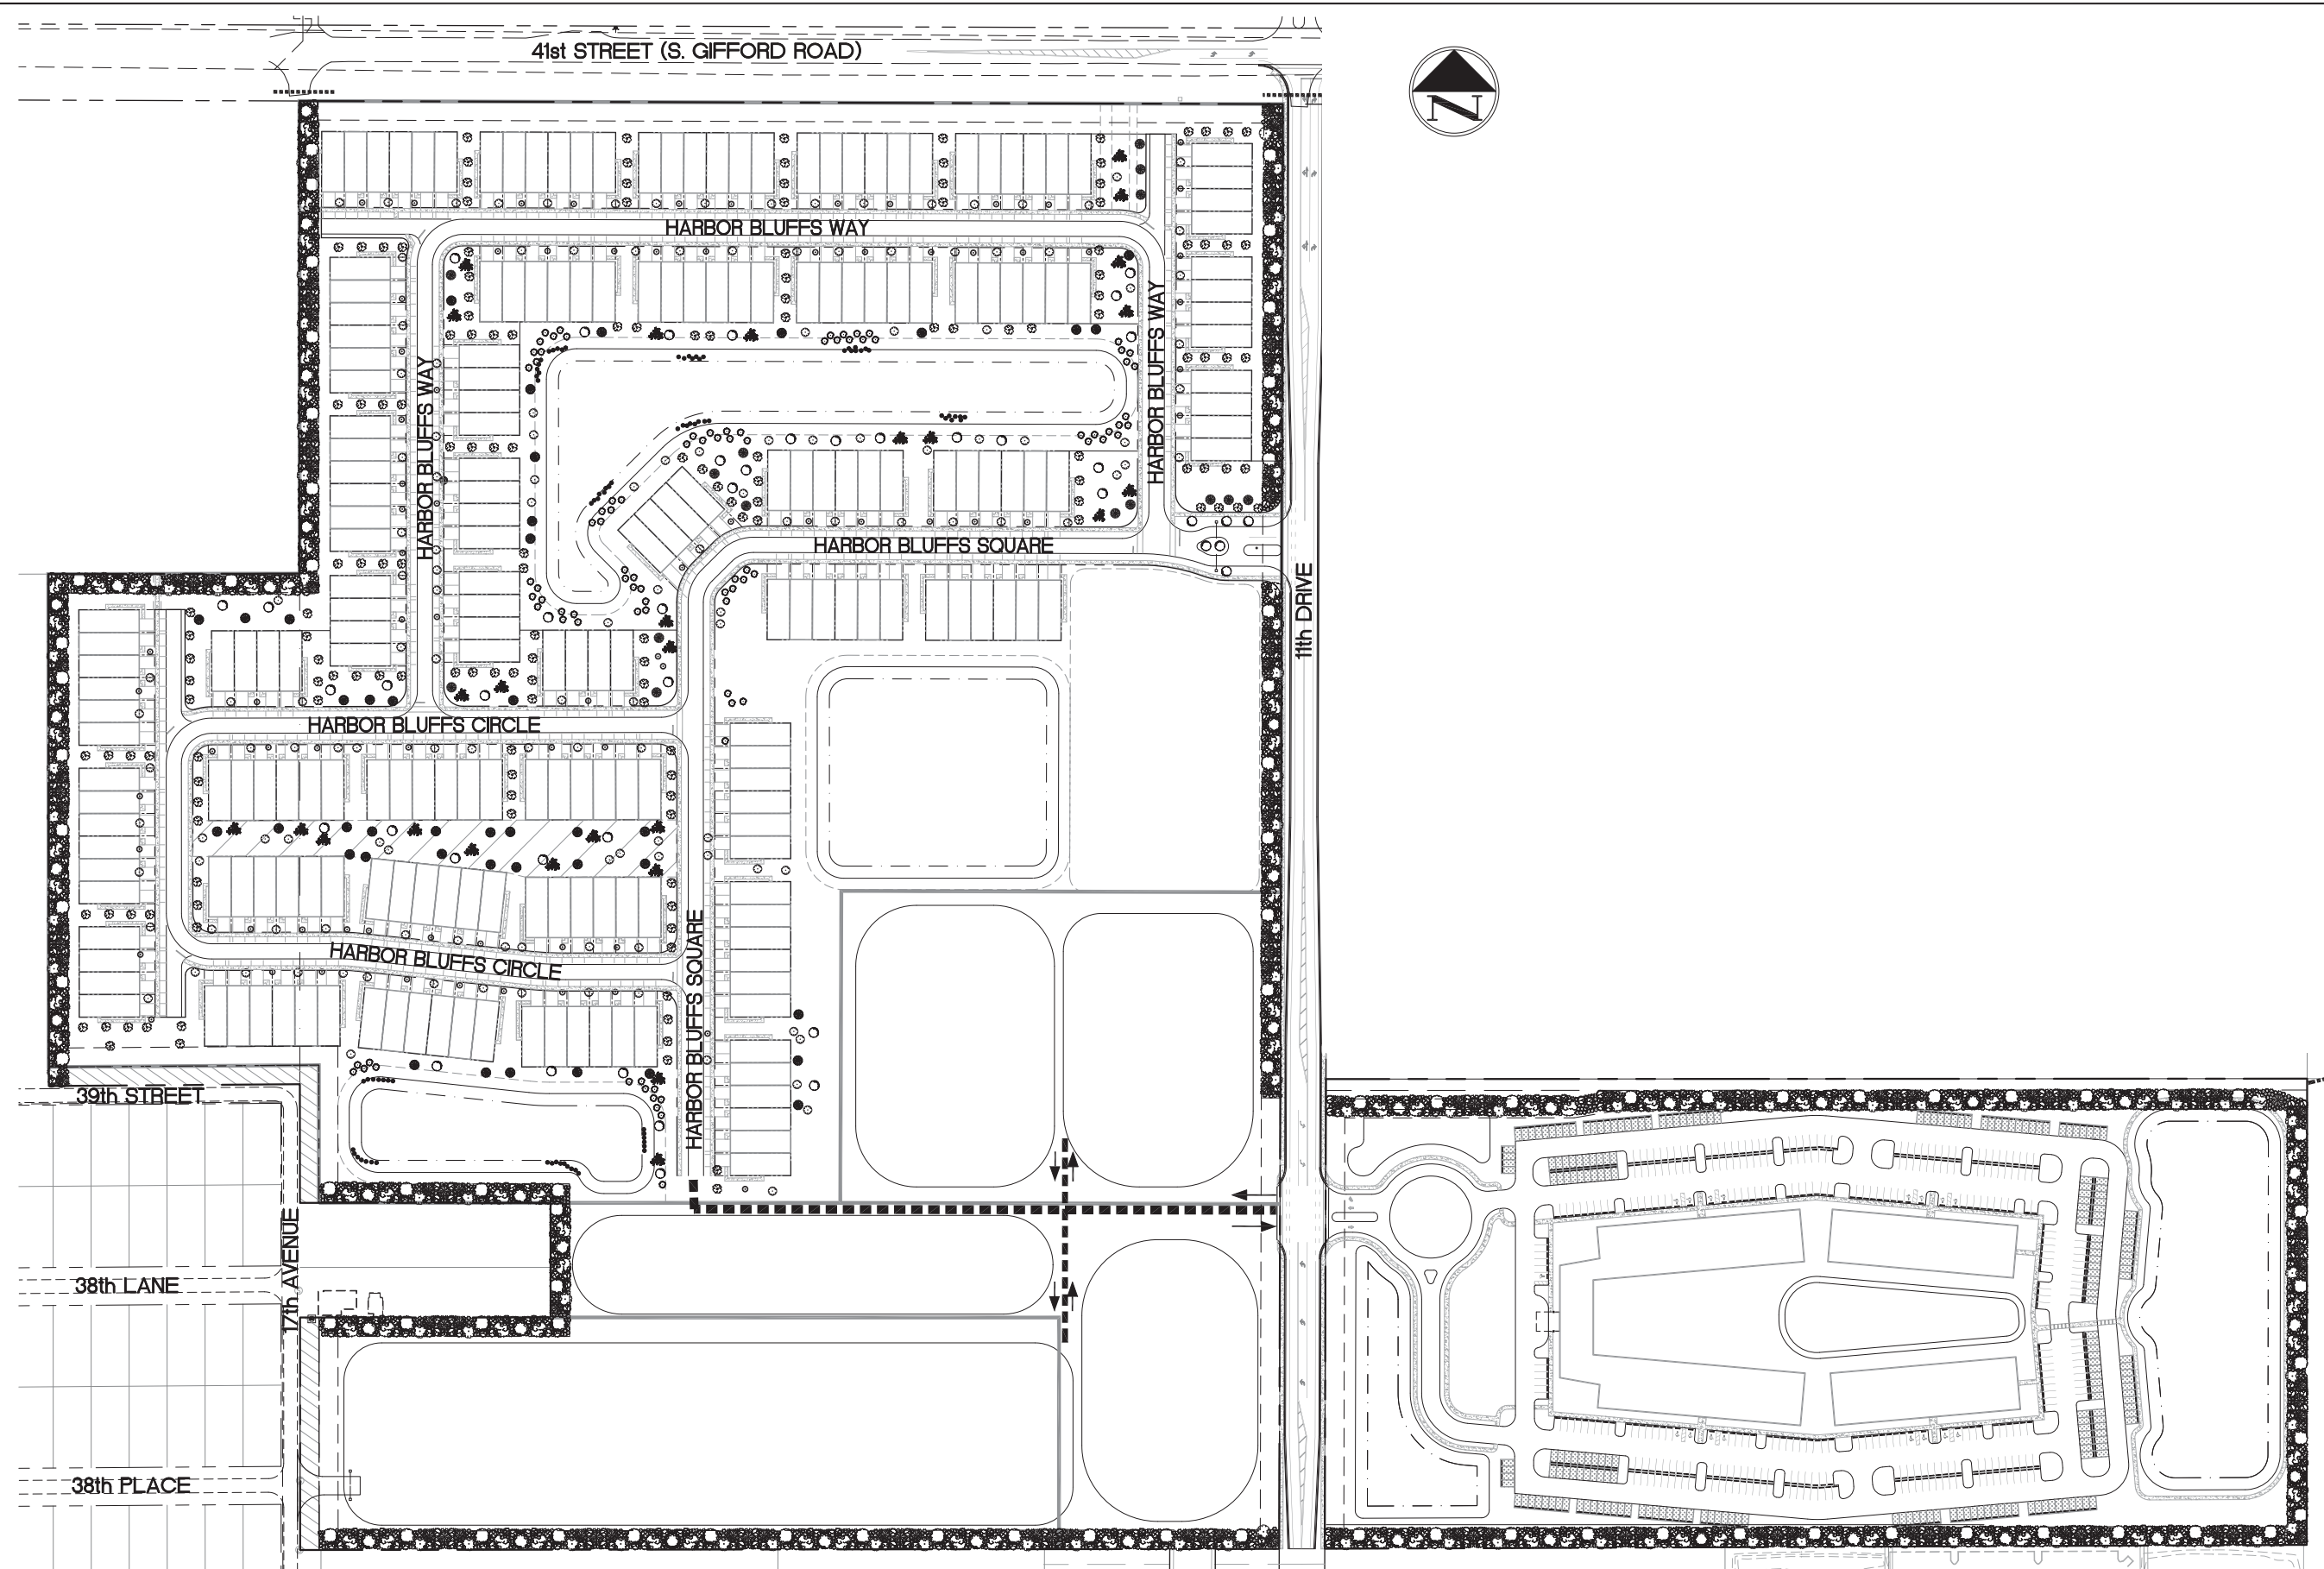 41st STREET (S. GIFFORD ROAD)
N
HARBOR BLUFFS WAY
HARBOR BLUFFS WAY
HARBOR BLUFFS WAY
HARBOR BLUFFS SQUARE
11th DRIVE
HARBOR BLUFFS CIRCLE
HARBOR BLUFFS SQUARE
HARBOR BLUFFS CIRCLE
39th STREET
17th AVENUE
38th LANE
38th PLACE